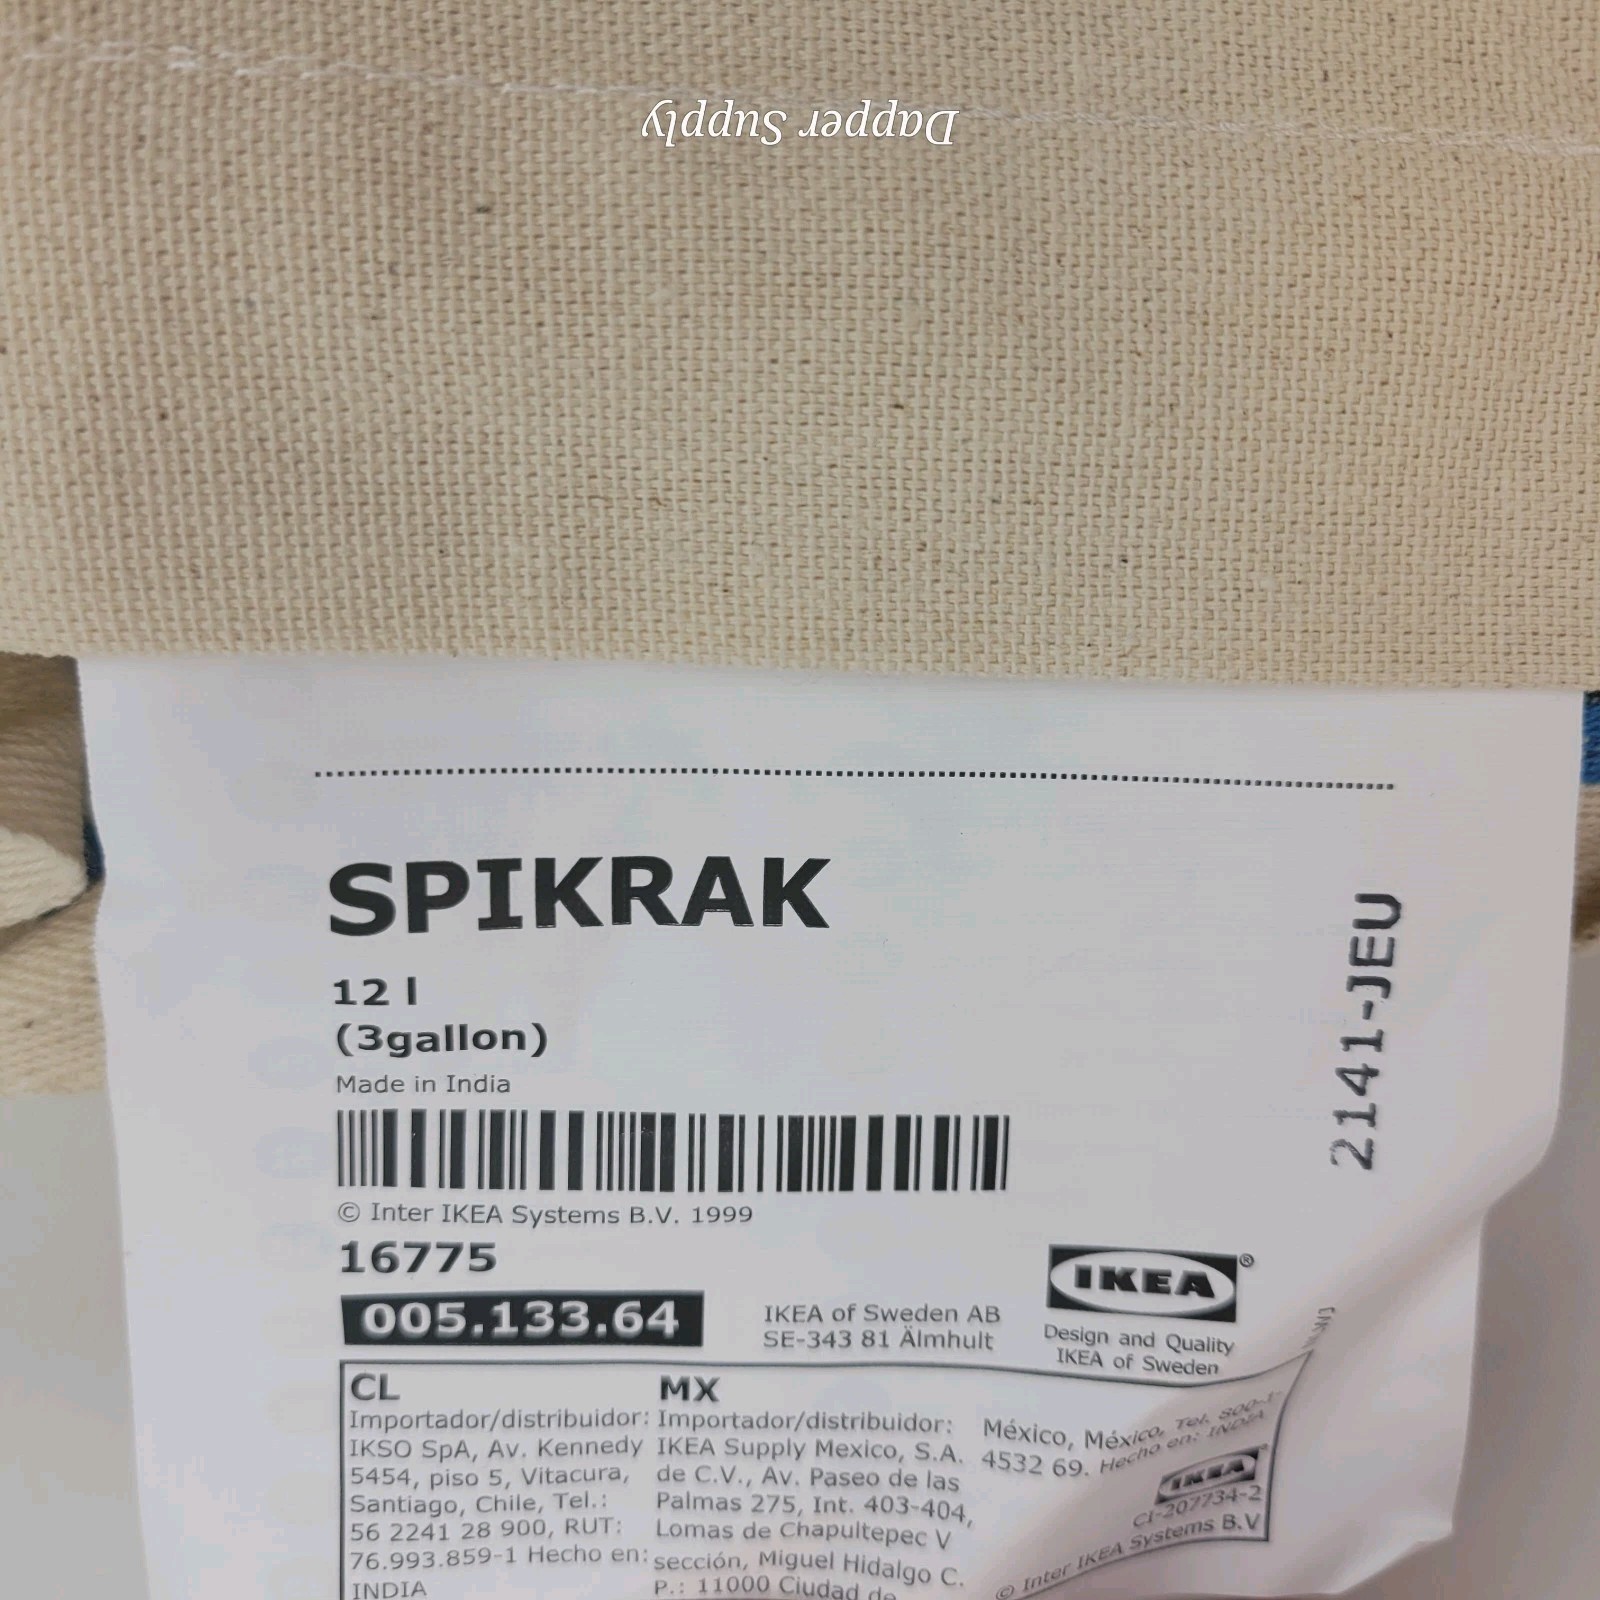 Dapper Supply
SPIKRAK
12 l
(3gallon)
Made in India
2141-JEU
© Inter IKEA Systems B.V. 1999
16775
005.133.64
IKEA of Sweden AB
SE-343 81 Älmhult
IKEA®
Design and Quality
IKEA of Sweden
CL
Importador/distribuidor:
IKSO SpA, Av. Kennedy
5454, piso 5, Vitacura,
Santiago, Chile, Tel.:
56 2241 28 900, RUT:
76.993.859-1 Hecho en:
INDIA
MX
Importador/distribuidor:
IKEA Supply Mexico, S.A.
de C.V., Av. Paseo de las
Palmas 275, Int. 403-404,
Lomas de Chapultepec V
sección, Miguel Hidalgo C.
P.: 11000 Ciudad de
México, México, Tel. 800-1-
4532 69. Hecho en: INDIA
IKEA
CI-207734-2
© Inter IKEA Systems B.V